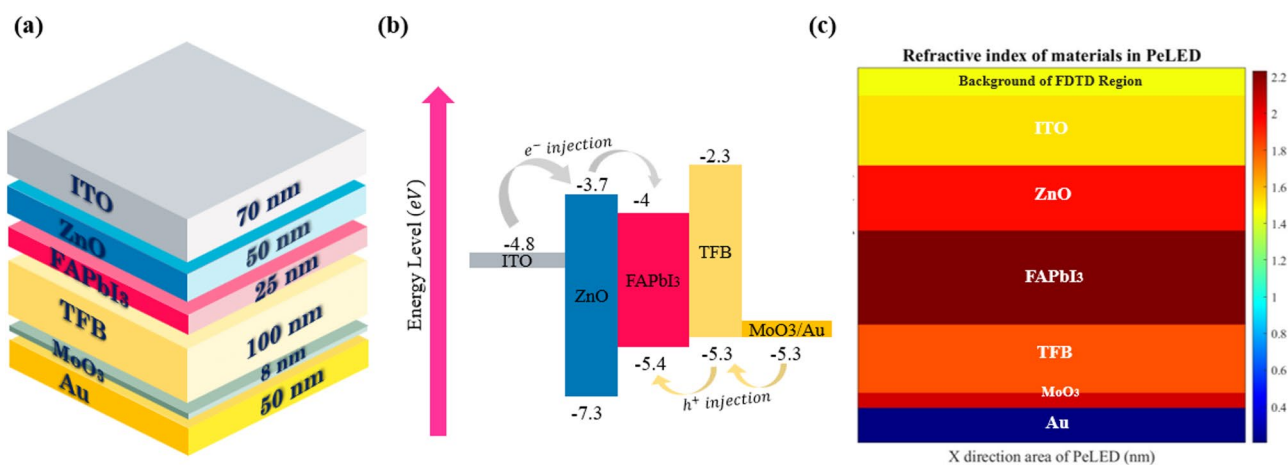 (a)
ITO
70 nm
ZnO
50 nm
FAPbI3
25 nm
TFB
100 nm
MoO3
8 nm
Au
50 nm
(b)
Energy Level (eV)
e⁻ injection
-2.3
-3.7
-4
-4.8
ITO
ZnO
FAPbI3
TFB
MoO3/Au
-5.4
-5.3
-5.3
-7.3
h⁺ injection
(c)
Refractive index of materials in PeLED
Background of FDTD Region
ITO
ZnO
FAPbI3
TFB
MoO3
Au
X direction area of PeLED (nm)
2.2
2
1.8
1.6
1.4
1.2
1
0.8
0.6
0.4